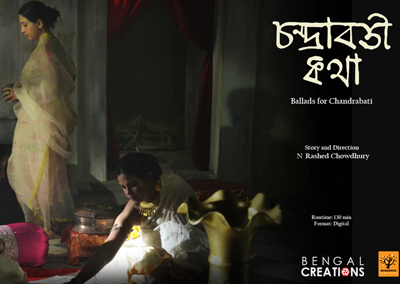 চন্দ্রাবতী
কথা
Ballads for Chandrabati
Story and Direction
N Rashed Chowdhury
Runtime: 130 min
Format: Digital
BENGAL
CREATIONS